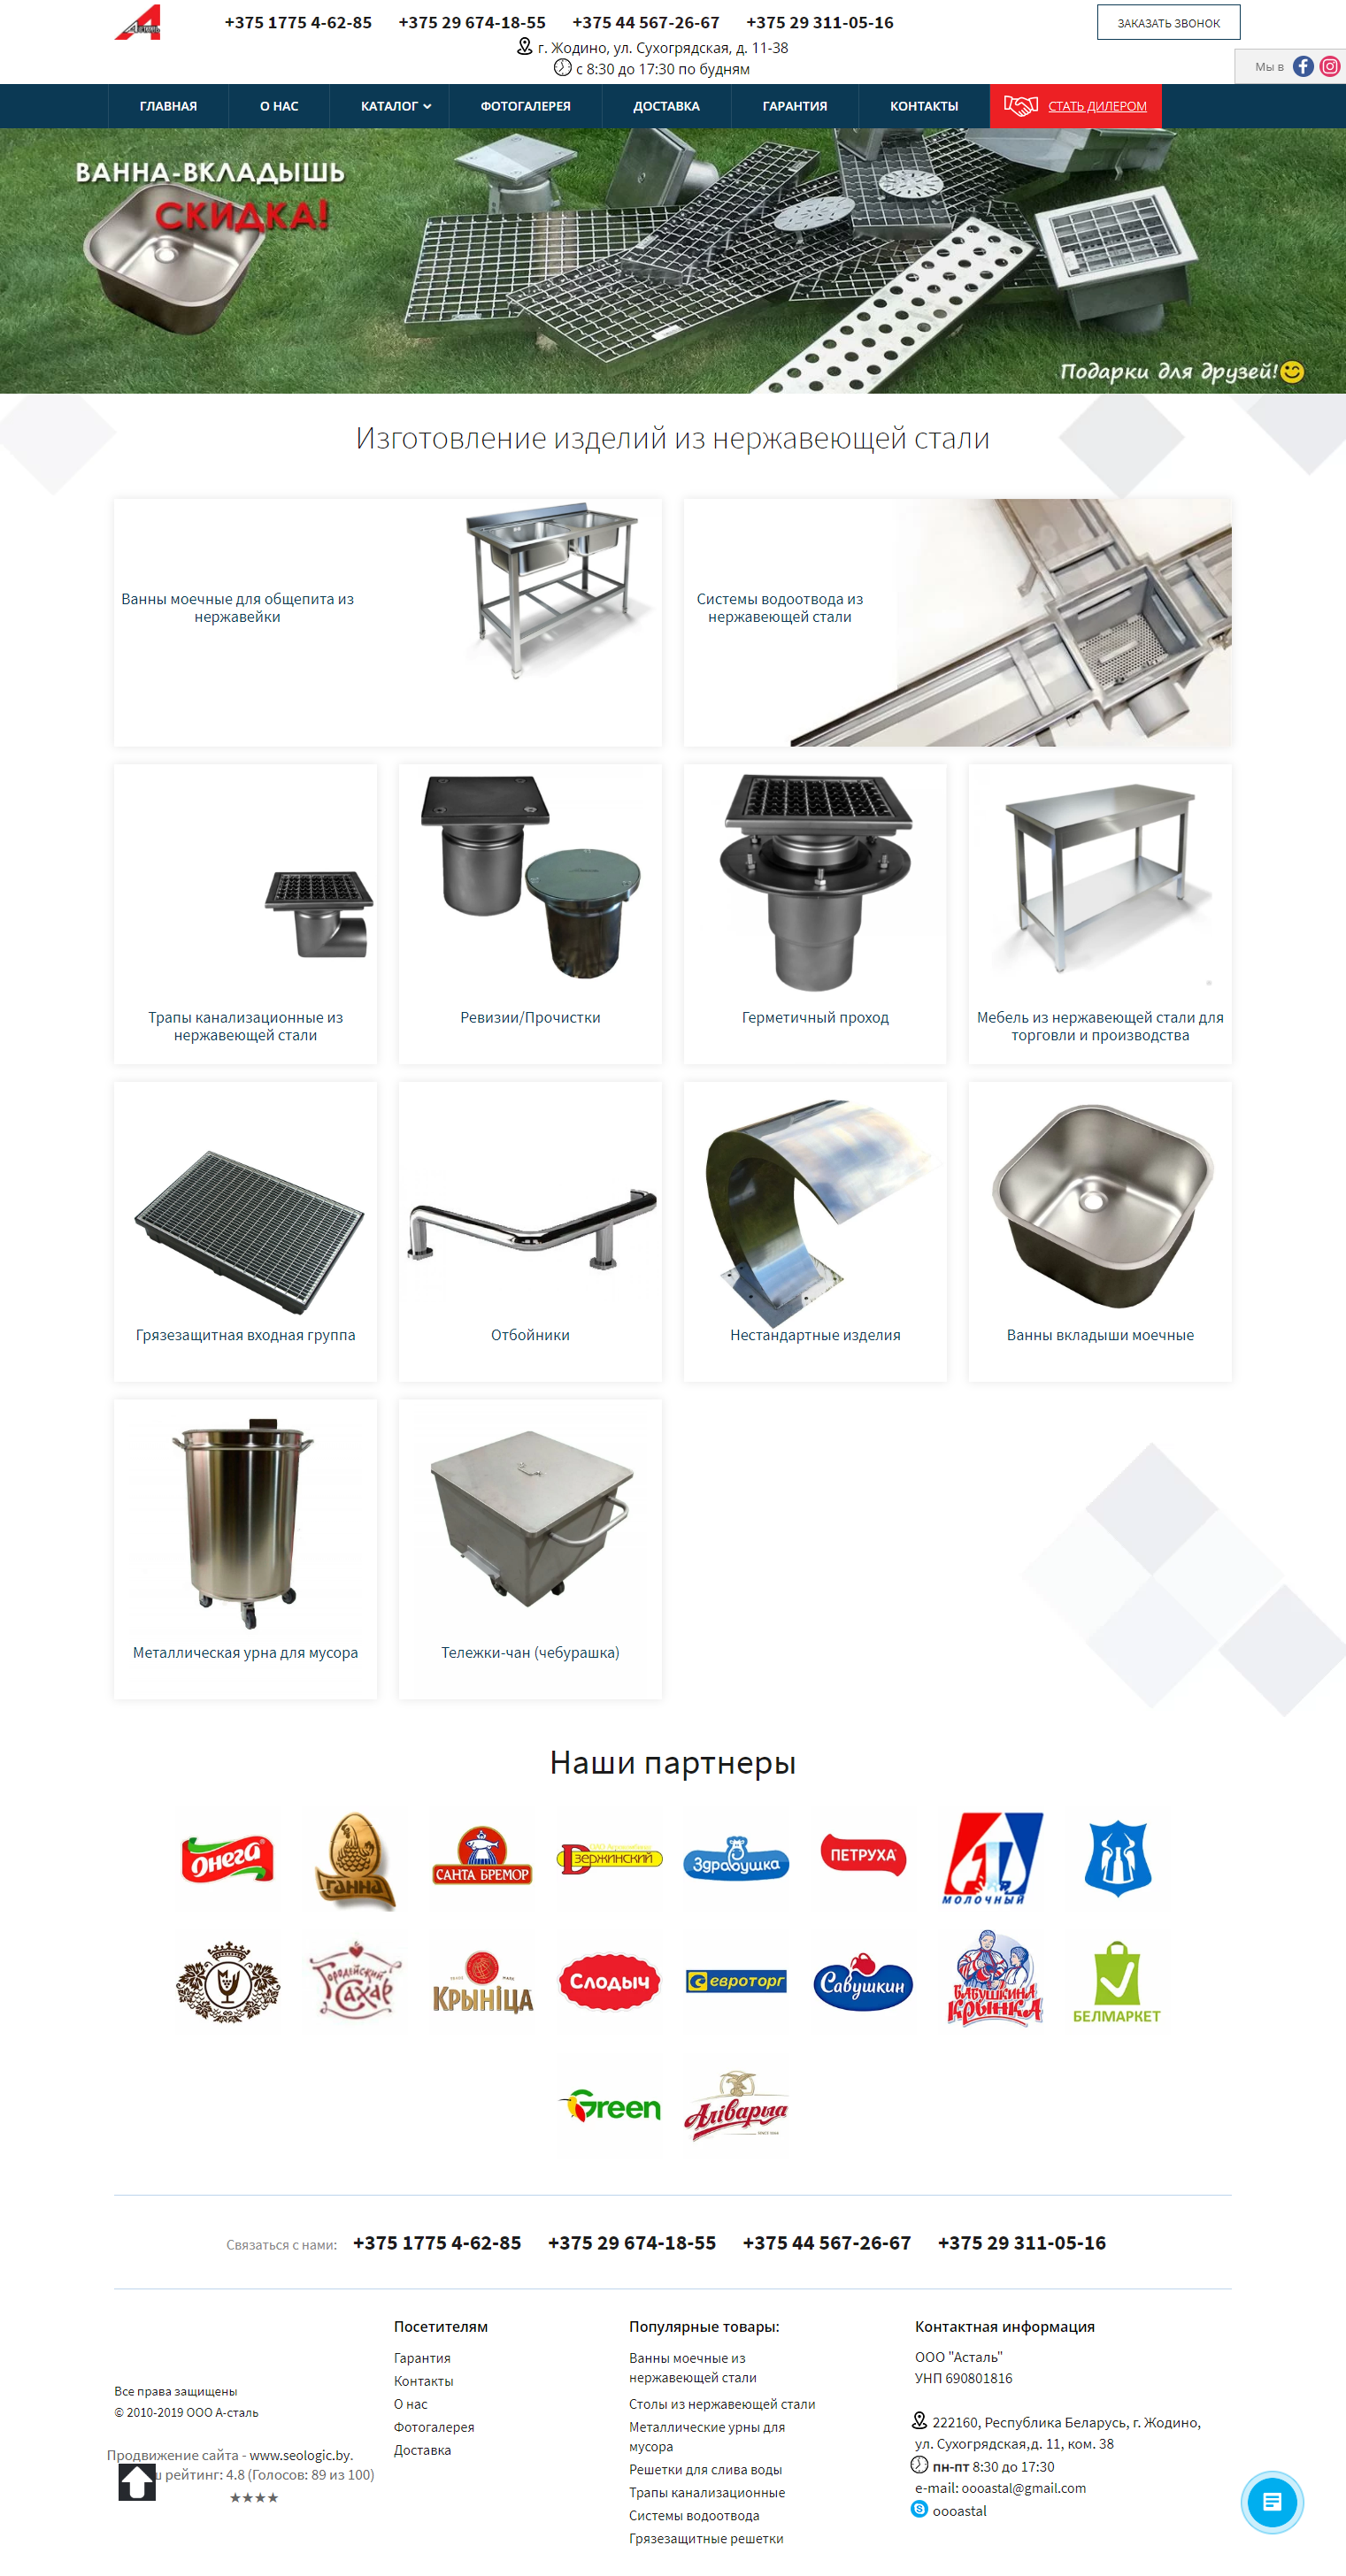 +375 1775 4-62-85 +375 29 674-18-55 +375 44 567-26-67 +375 29 311-05-16
ЗАКАЗАТЬ ЗВОНОК
г. Жодино, ул. Сухогрядская, д. 11-38
с 8:30 до 17:30 по будням
Мы в
ГЛАВНАЯ О НАС КАТАЛОГ ФОТОГАЛЕРЕЯ ДОСТАВКА ГАРАНТИЯ КОНТАКТЫ СТАТЬ ДИЛЕРОМ
ВАННА-ВКЛАДЫШЬ
СКИДКА!
Подарки для друзей!
Изготовление изделий из нержавеющей стали
Ванны моечные для общепита из
нержавейки
Системы водоотвода из
нержавеющей стали
Трапы канализационные из
нержавеющей стали
Ревизии/Прочистки
Герметичный проход
Мебель из нержавеющей стали для
торговли и производства
Грязезащитная входная группа
Отбойники
Нестандартные изделия
Ванны вкладыши моечные
Металлическая урна для мусора
Тележки-чан (чебурашка)
Наши партнеры
Онега
ГАННА
САНТА БРЕМОР
Дзержинский
Здравушка
ПЕТРУХА
МОЛОЧНЫЙ
Городейский
Сахар
КРЫНІЦА
Слодыч
евроторг
Савушкин
БАБУШКИНА
КРЫНКА
БЕЛМАРКЕТ
Green
Аліварыя
Связаться с нами: +375 1775 4-62-85 +375 29 674-18-55 +375 44 567-26-67 +375 29 311-05-16
Все права защищены
© 2010-2019 ООО А-сталь
Продвижение сайта - www.seologic.by.
рейтинг: 4.8 (Голосов: 89 из 100)
★★★★
Посетителям
Гарантия
Контакты
О нас
Фотогалерея
Доставка
Популярные товары:
Ванны моечные из
нержавеющей стали
Столы из нержавеющей стали
Металлические урны для
мусора
Решетки для слива воды
Трапы канализационные
Системы водоотвода
Грязезащитные решетки
Контактная информация
ООО "Асталь"
УНП 690801816
222160, Республика Беларусь, г. Жодино,
ул. Сухогрядская,д. 11, ком. 38
пн-пт 8:30 до 17:30
e-mail: oooastal@gmail.com
oooastal